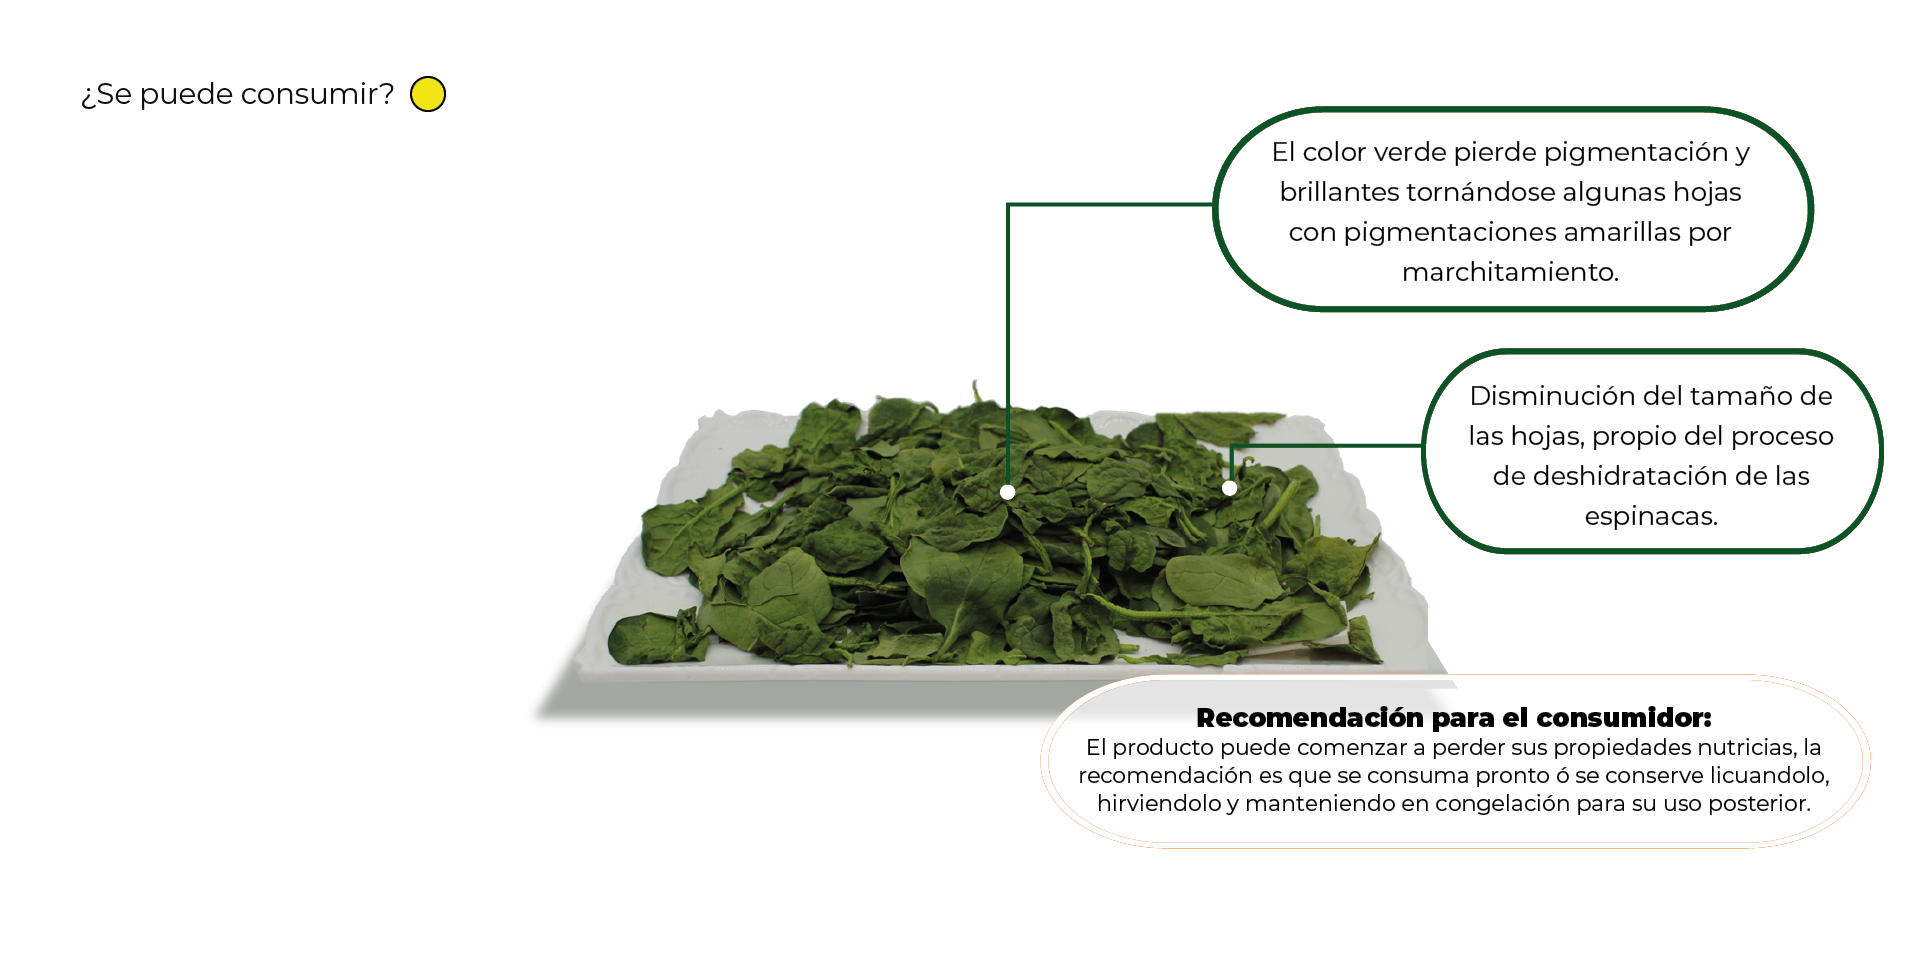 ¿Se puede consumir?
El color verde pierde pigmentación y
brillantes tornándose algunas hojas
con pigmentaciones amarillas por
marchitamiento.
Disminución del tamaño de
las hojas, propio del proceso
de deshidratación de las
espinacas.
Recomendación para el consumidor:
El producto puede comenzar a perder sus propiedades nutricias, la
recomendación es que se consuma pronto ó se conserve licuandolo,
hirviendolo y manteniendo en congelación para su uso posterior.